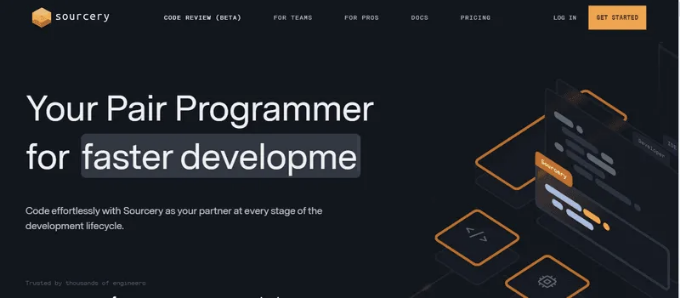 sourcery
CODE REVIEW (BETA) FOR TEAMS FOR PROS DOCS PRICING LOG IN GET STARTED
Your Pair Programmer
for faster developme
Code effortlessly with Sourcery as your partner at every stage of the
development lifecycle.
Developer
Sourcery
</>
Trusted by thousands of engineers